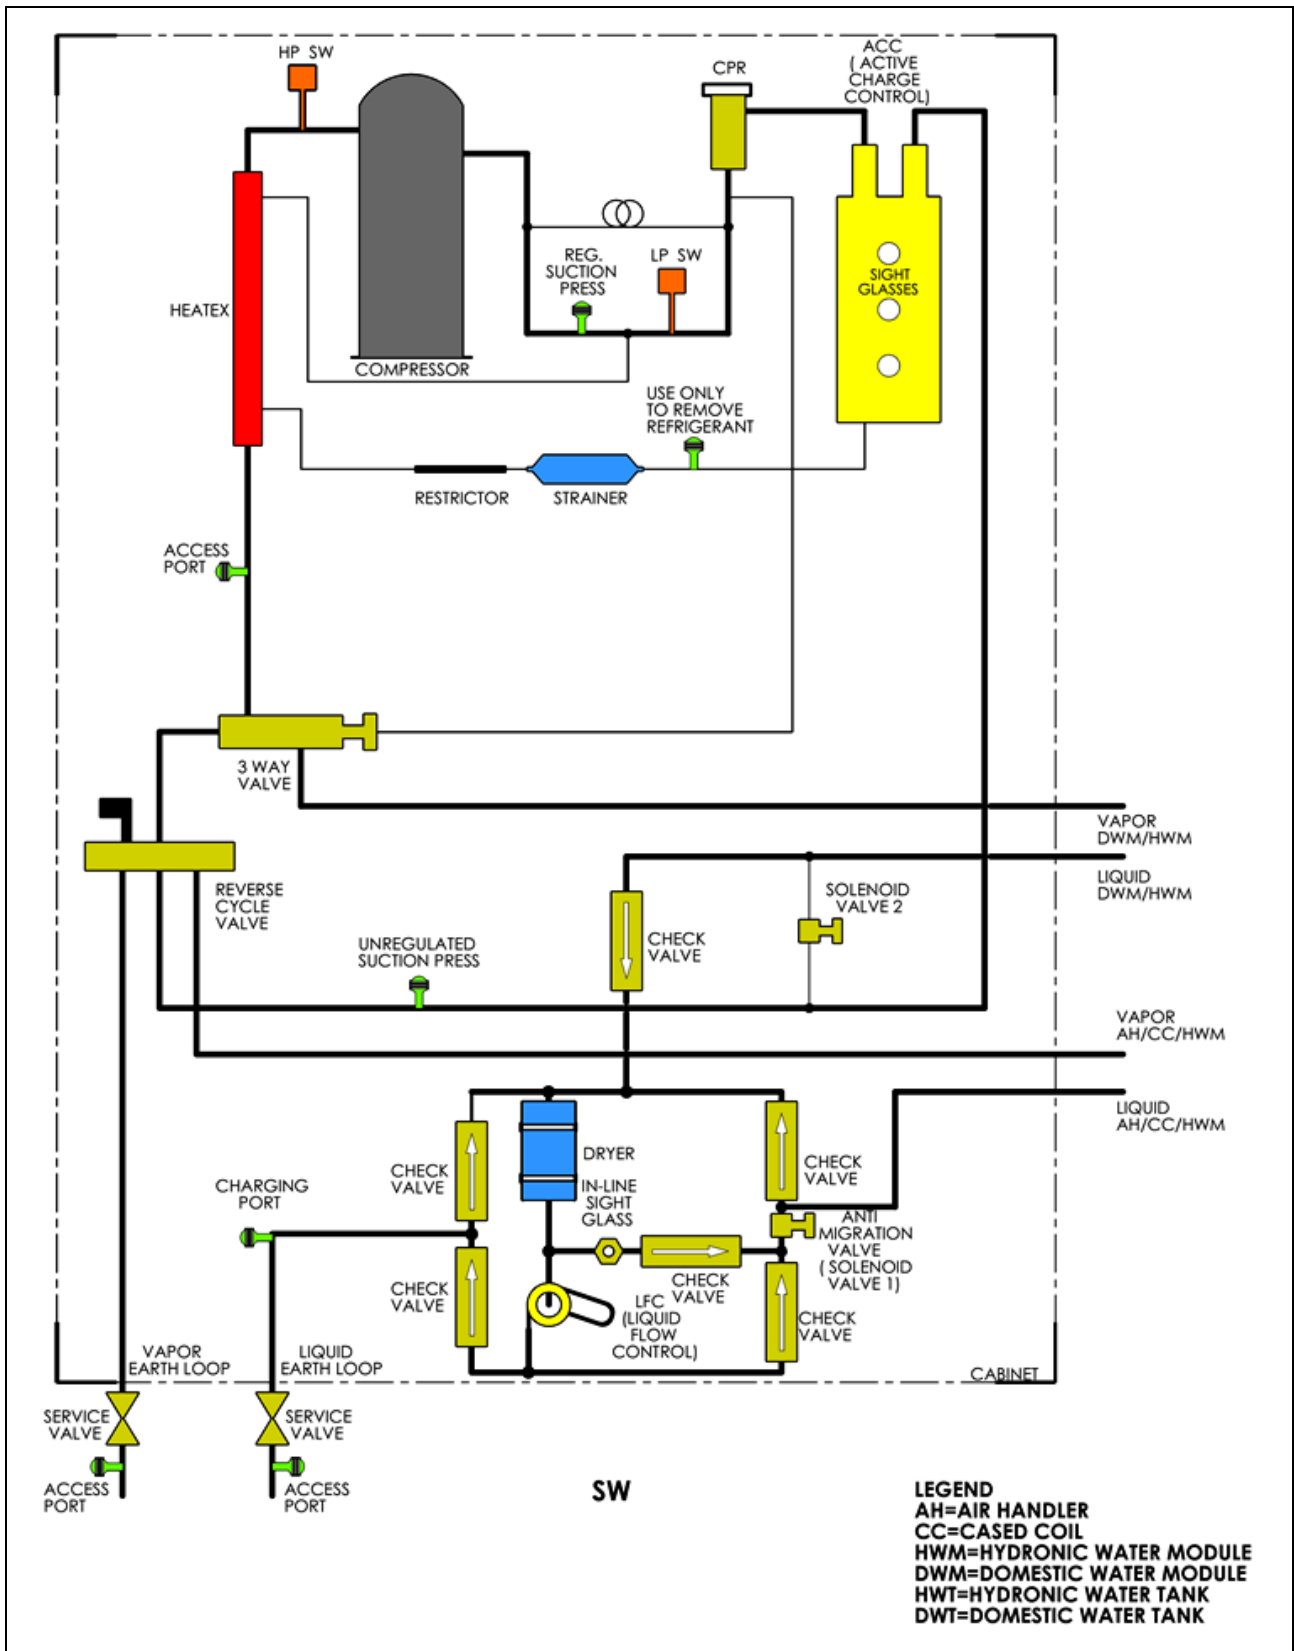 HP SW
CPR
ACC
( ACTIVE
CHARGE
CONTROL)
REG.
SUCTION
PRESS
LP SW
SIGHT
GLASSES
HEATEX
COMPRESSOR
USE ONLY
TO REMOVE
REFRIGERANT
RESTRICTOR
STRAINER
ACCESS
PORT
3 WAY
VALVE
VAPOR
DWM/HWM
LIQUID
DWM/HWM
REVERSE
CYCLE
VALVE
SOLENOID
VALVE 2
CHECK
VALVE
UNREGULATED
SUCTION PRESS
VAPOR
AH/CC/HWM
LIQUID
AH/CC/HWM
DRYER
CHECK
VALVE
CHECK
VALVE
CHARGING
PORT
IN-LINE
SIGHT
GLASS
ANTI
MIGRATION
VALVE
( SOLENOID
VALVE 1)
CHECK
VALVE
CHECK
VALVE
LFC
(LIQUID
FLOW
CONTROL)
CHECK
VALVE
VAPOR
EARTH LOOP
LIQUID
EARTH LOOP
CABINET
SERVICE
VALVE
SERVICE
VALVE
ACCESS
PORT
ACCESS
PORT
SW
LEGEND
AH=AIR HANDLER
CC=CASED COIL
HWM=HYDRONIC WATER MODULE
DWM=DOMESTIC WATER MODULE
HWT=HYDRONIC WATER TANK
DWT=DOMESTIC WATER TANK